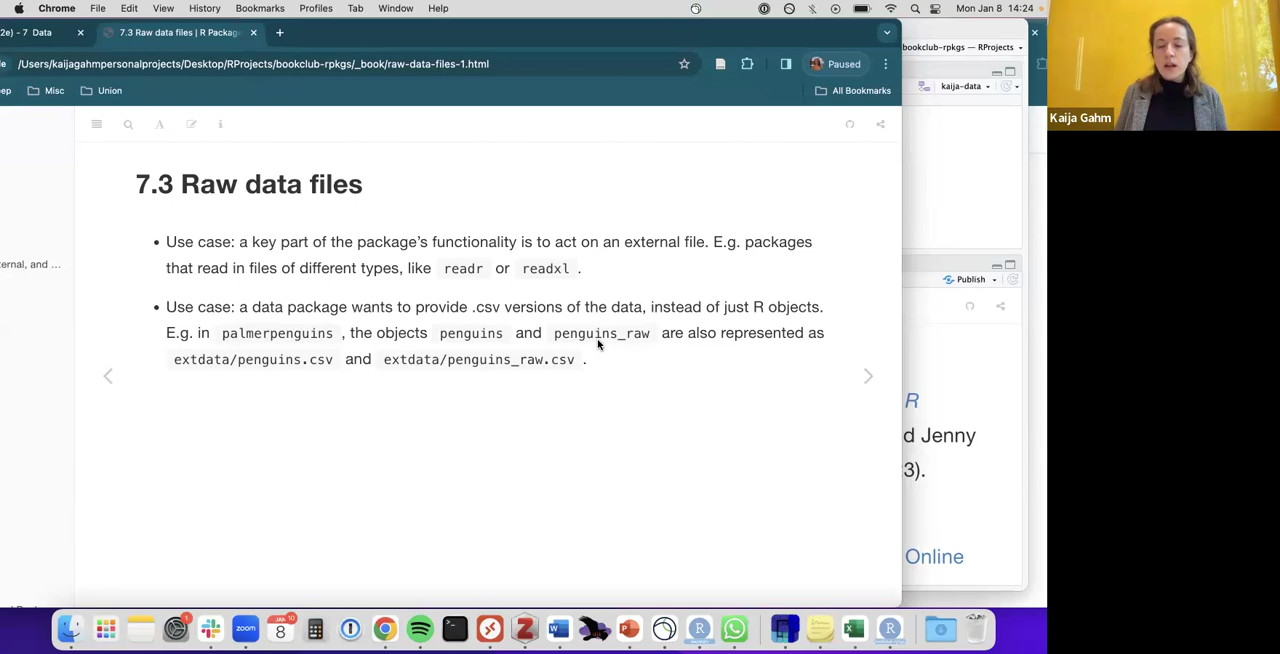 Chrome File Edit View History Bookmarks Profiles Tab Window Help Mon Jan 8 14:24
2e) - 7 Data 7.3 Raw data files | R Packag
/Users/kaijagahmpersonalprojects/Desktop/RProjects/bookclub-rpkgs/_book/raw-data-files-1.html Paused
ep Misc Union All Bookmarks
bookclub-rpkgs — RProjects
kaija-data
Kaija Gahm
7.3 Raw data files
• Use case: a key part of the package's functionality is to act on an external file. E.g. packages
that read in files of different types, like readr or readxl .
ernal, and ...
Publish
• Use case: a data package wants to provide .csv versions of the data, instead of just R objects.
E.g. in palmerpenguins , the objects penguins and penguins_raw are also represented as
extdata/penguins.csv and extdata/penguins_raw.csv .
R
d Jenny
3).
Online
zoom
JAN 10
8
1